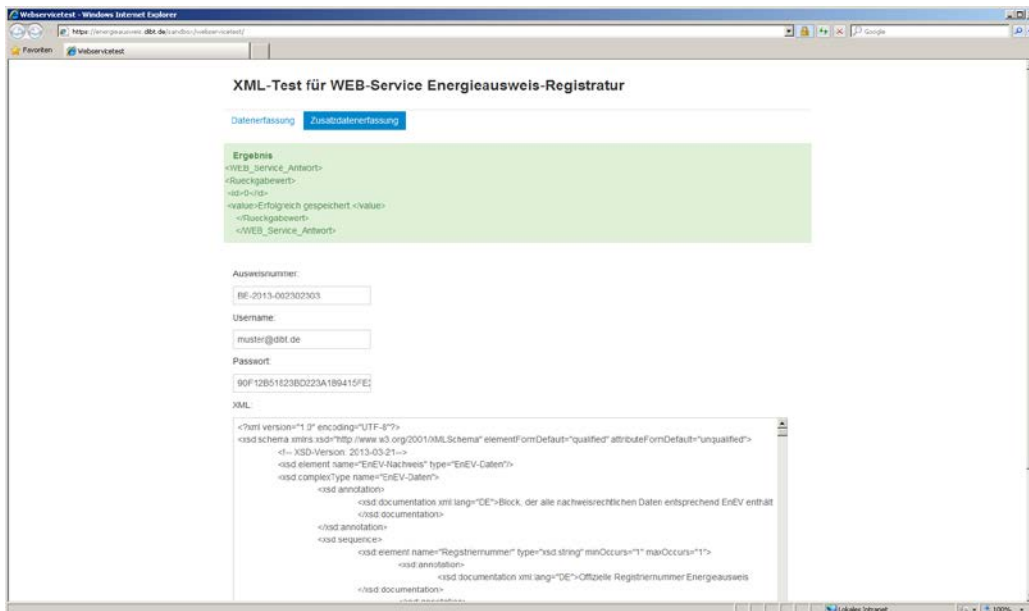 Webservicetest - Windows Internet Explorer
https://energieausweis.dibt.de/sandbox/webservicetest/
Google
Favoriten
Webservicetest
XML-Test für WEB-Service Energieausweis-Registratur
Datenerfassung
Zusatzdatenerfassung
Ergebnis
<WEB_Service_Antwort>
<Rueckgabewert>
<id>0</id>
<value>Erfolgreich gespeichert.</value>
</Rueckgabewert>
</WEB_Service_Antwort>
Ausweisnummer:
BE-2013-002302303
Username:
muster@dibt.de
Passwort:
XML:
<?xml version="1.0" encoding="UTF-8"?>
<xsd:schema xmlns:xsd="http://www.w3.org/2001/XMLSchema" elementFormDefault="qualified" attributeFormDefault="unqualified">
<!-- XSD-Version: 2013-03-21-->
<xsd:element name="EnEV-Nachweis" type="EnEV-Daten"/>
<xsd:complexType name="EnEV-Daten">
<xsd:annotation>
<xsd:documentation xml:lang="DE">Block, der alle nachweisrechtlichen Daten entsprechend EnEV enthält
</xsd:documentation>
</xsd:annotation>
<xsd:sequence>
<xsd:element name="Registriernummer" type="xsd:string" minOccurs="1" maxOccurs="1">
<xsd:annotation>
<xsd:documentation xml:lang="DE">Offizielle Registriernummer Energieausweis
</xsd:documentation>
Lokales Intranet
100%